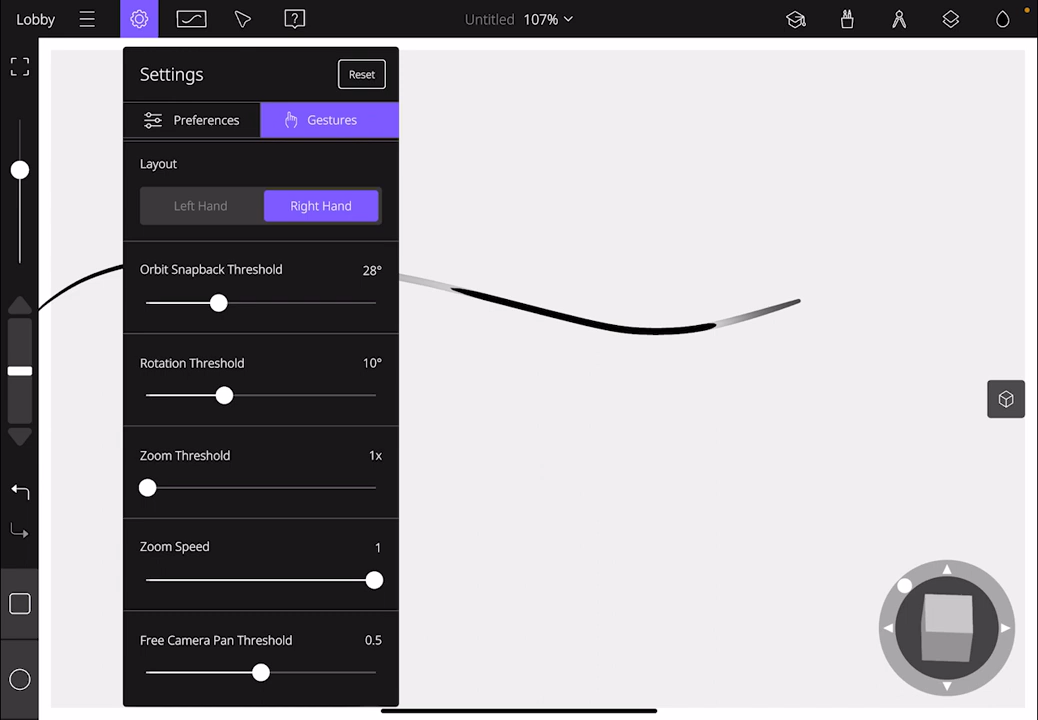 Lobby
Untitled 107%
Settings
Reset
Preferences
Gestures
Layout
Left Hand
Right Hand
Orbit Snapback Threshold 28°
Rotation Threshold 10°
Zoom Threshold 1x
Zoom Speed 1
Free Camera Pan Threshold 0.5